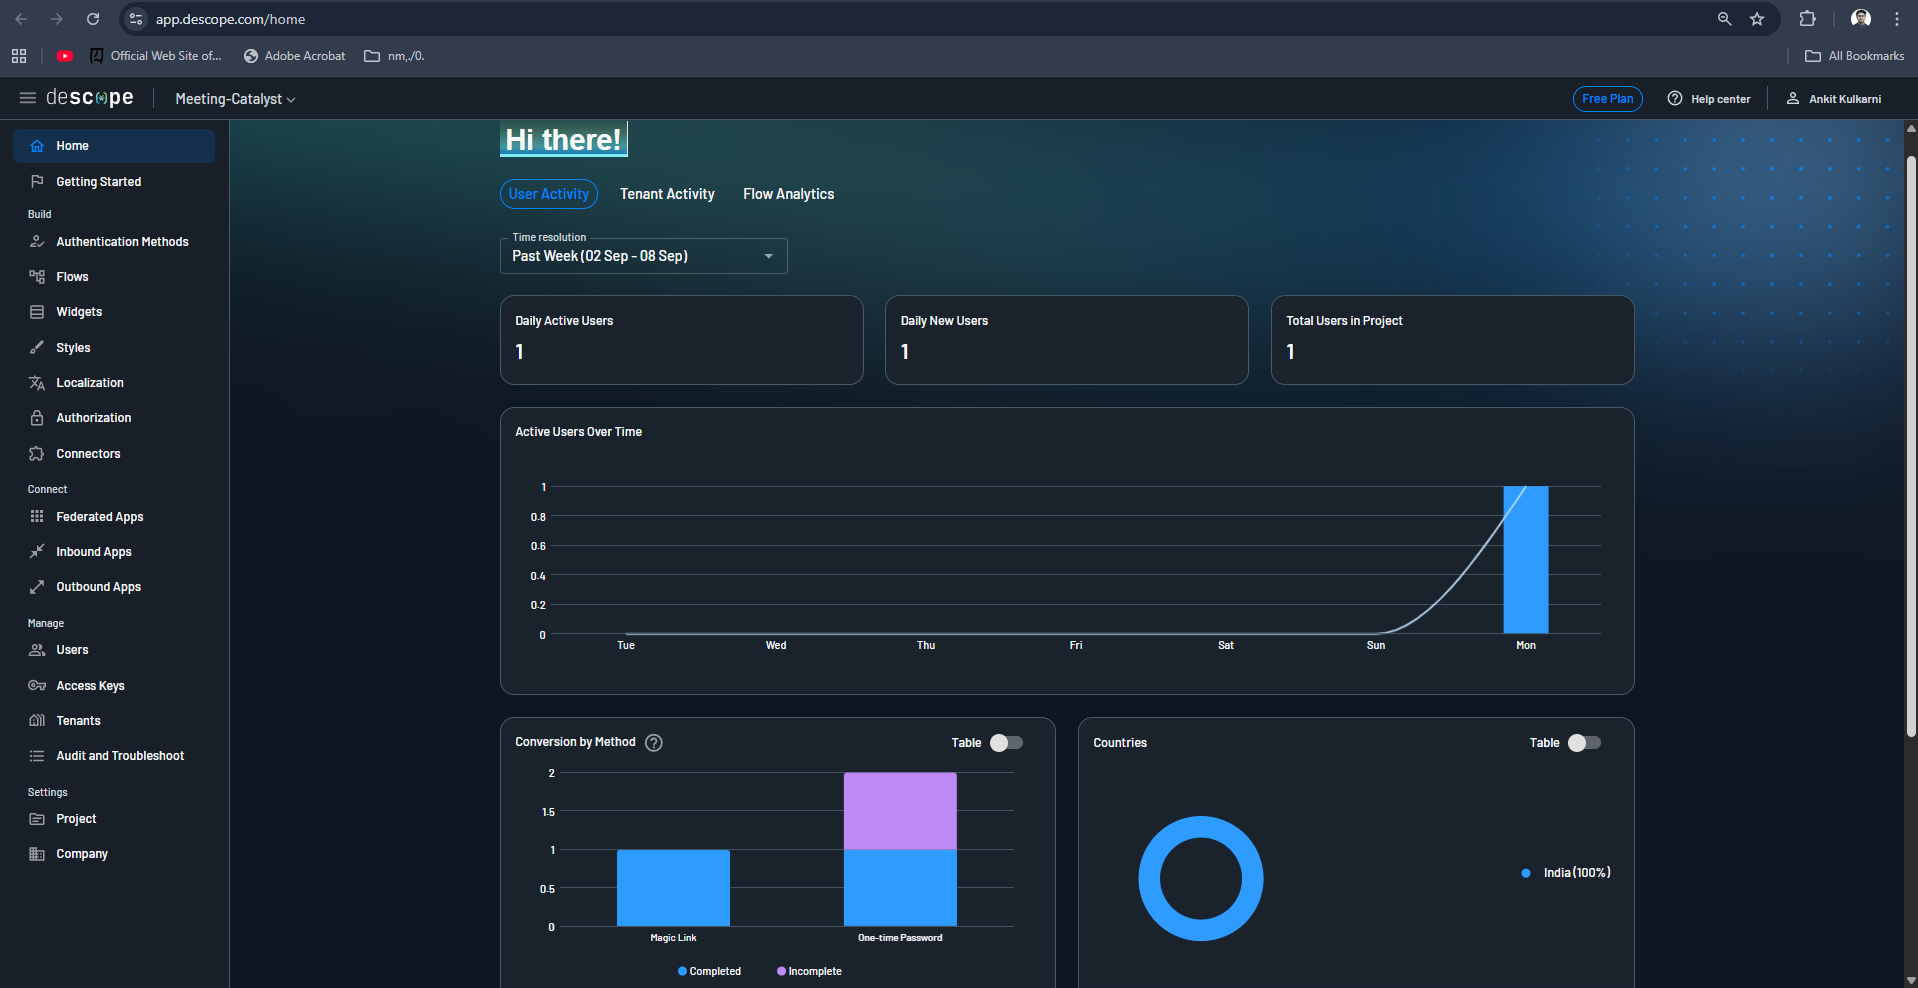 app.descope.com/home
Official Web Site of...
Adobe Acrobat
nm,./0.
All Bookmarks
descope
Meeting-Catalyst
Free Plan
Help center
Ankit Kulkarni
Home
Getting Started
Build
Authentication Methods
Flows
Widgets
Styles
Localization
Authorization
Connectors
Connect
Federated Apps
Inbound Apps
Outbound Apps
Manage
Users
Access Keys
Tenants
Audit and Troubleshoot
Settings
Project
Company
Hi there!
User Activity
Tenant Activity
Flow Analytics
Time resolution
Past Week (02 Sep - 08 Sep)
Daily Active Users
1
Daily New Users
1
Total Users in Project
1
Active Users Over Time
1
0.8
0.6
0.4
0.2
0
Tue Wed Thu Fri Sat Sun Mon
Conversion by Method
Table
2
1.5
1
0.5
0
Magic Link One-time Password
Completed Incomplete
Countries
Table
India (100%)